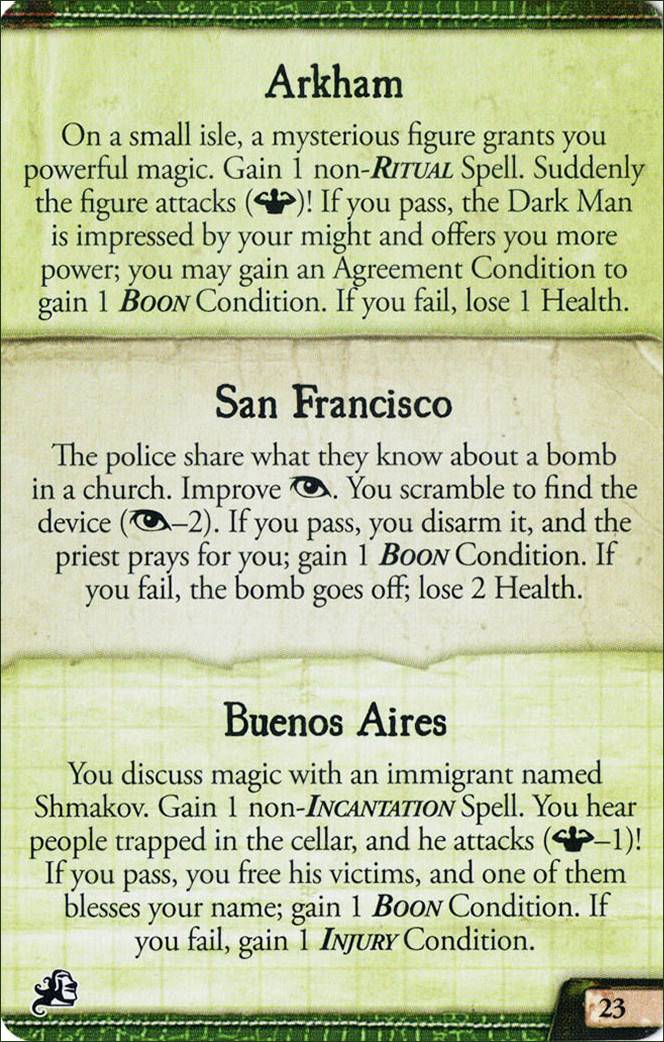 Arkham
On a small isle, a mysterious figure grants you
powerful magic. Gain 1 non-RITUAL Spell. Suddenly
the figure attacks ( )! If you pass, the Dark Man
is impressed by your might and offers you more
power; you may gain an Agreement Condition to
gain 1 BOON Condition. If you fail, lose 1 Health.
San Francisco
The police share what they know about a bomb
in a church. Improve . You scramble to find the
device ( –2). If you pass, you disarm it, and the
priest prays for you; gain 1 BOON Condition. If
you fail, the bomb goes off; lose 2 Health.
Buenos Aires
You discuss magic with an immigrant named
Shmakov. Gain 1 non-INCANTATION Spell. You hear
people trapped in the cellar, and he attacks ( –1)!
If you pass, you free his victims, and one of them
blesses your name; gain 1 BOON Condition. If
you fail, gain 1 INJURY Condition.
23